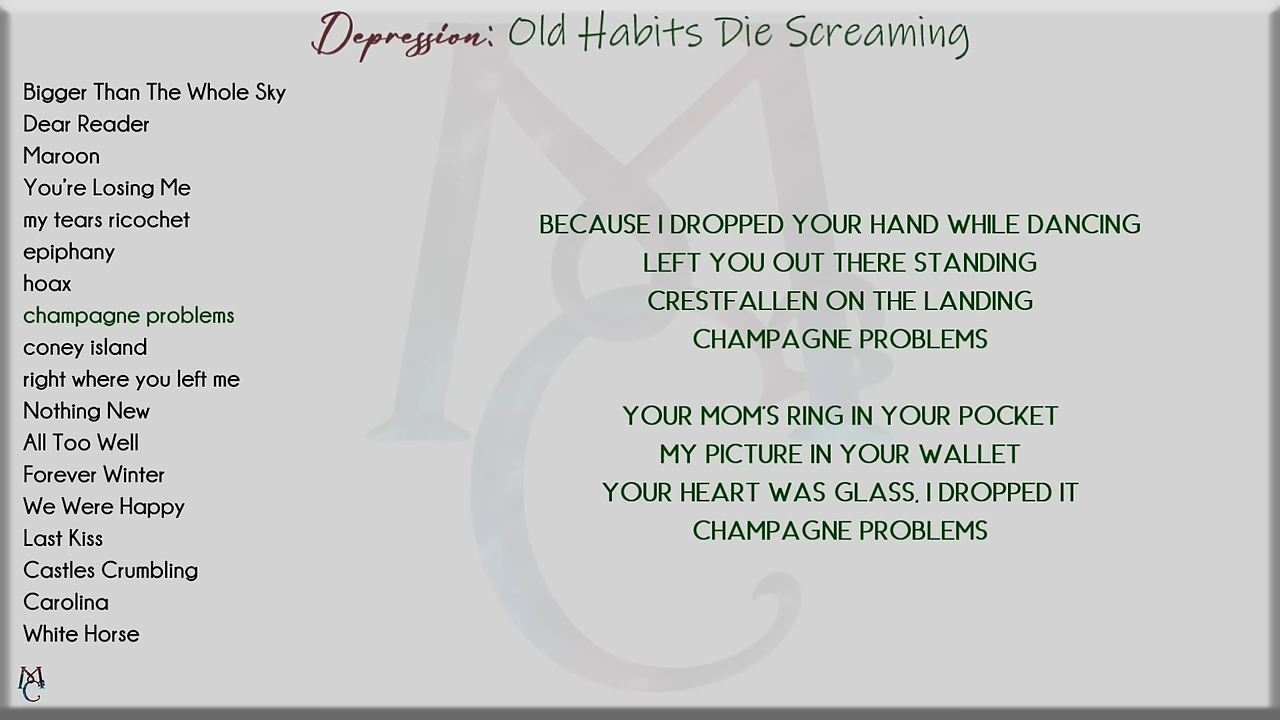 Depression: Old Habits Die Screaming
Bigger Than The Whole Sky
Dear Reader
Maroon
You're Losing Me
my tears ricochet
epiphany
hoax
champagne problems
coney island
right where you left me
Nothing New
All Too Well
Forever Winter
We Were Happy
Last Kiss
Castles Crumbling
Carolina
White Horse
BECAUSE I DROPPED YOUR HAND WHILE DANCING
LEFT YOU OUT THERE STANDING
CRESTFALLEN ON THE LANDING
CHAMPAGNE PROBLEMS
YOUR MOM'S RING IN YOUR POCKET
MY PICTURE IN YOUR WALLET
YOUR HEART WAS GLASS, I DROPPED IT
CHAMPAGNE PROBLEMS
MC